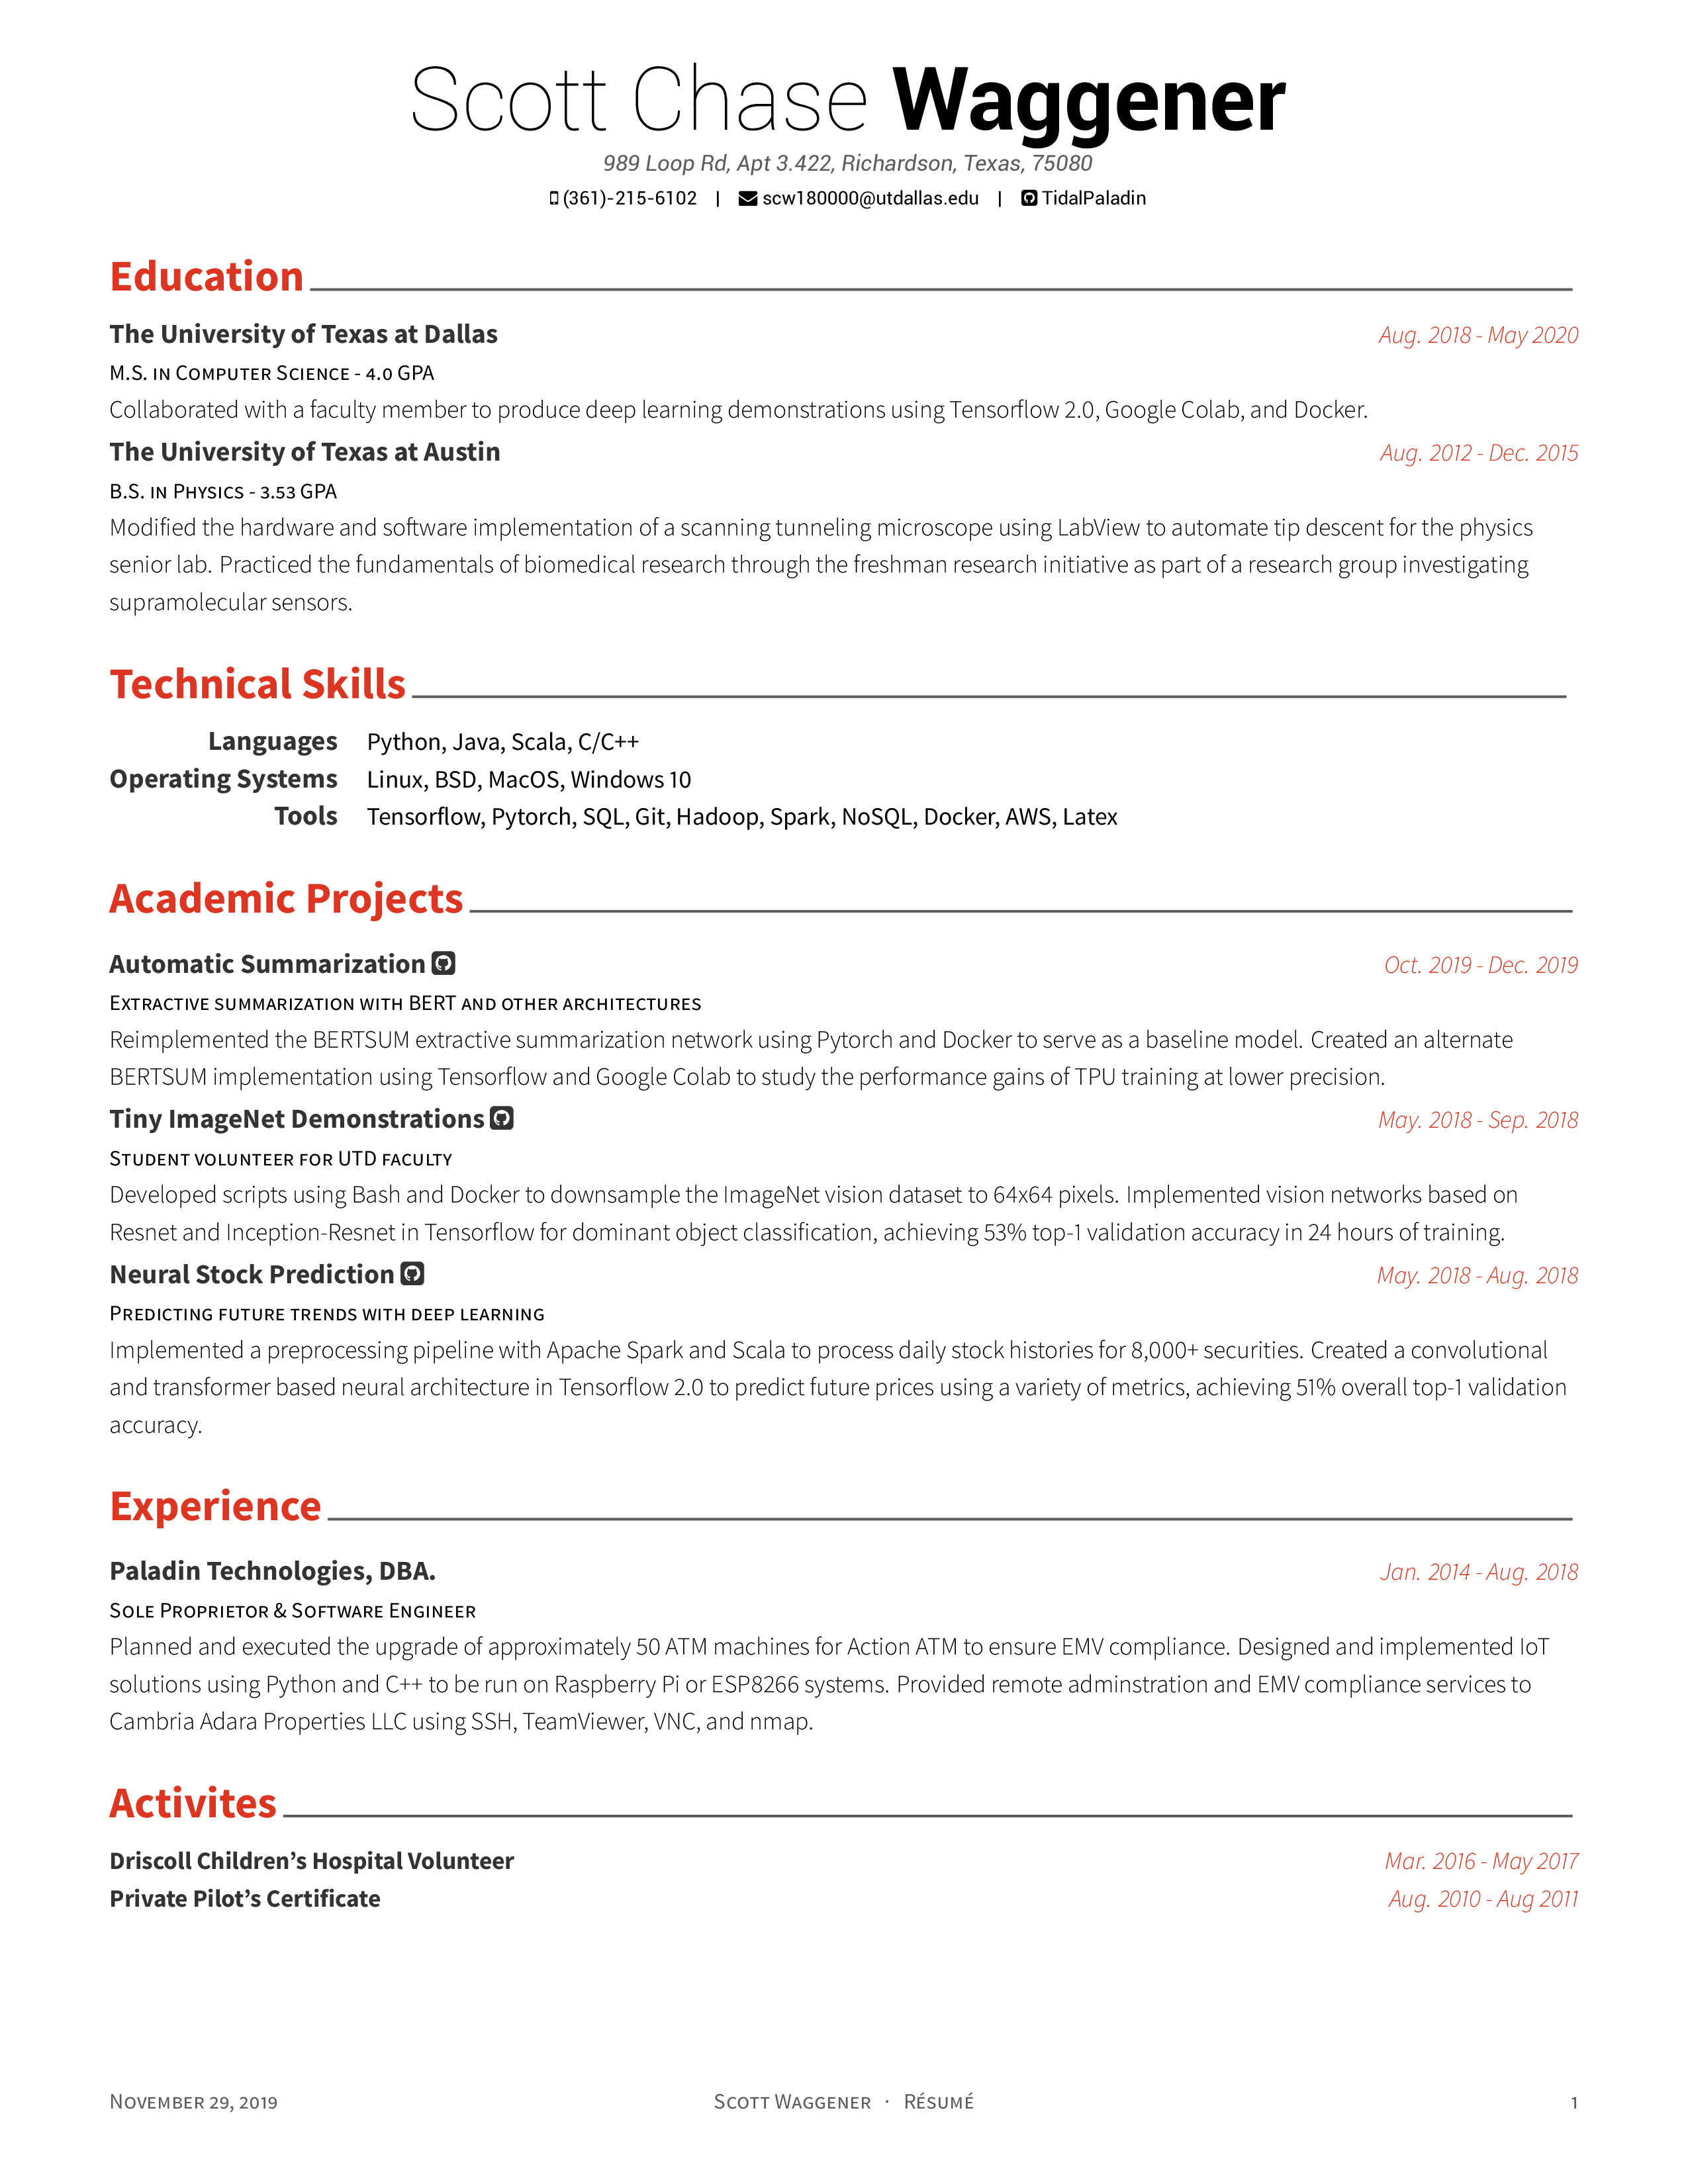 Scott Chase Waggener
989 Loop Rd, Apt 3.422, Richardson, Texas, 75080
(361)-215-6102 | scw180000@utdallas.edu | TidalPaladin
Education
The University of Texas at Dallas Aug. 2018 - May 2020
M.S. in Computer Science - 4.0 GPA
Collaborated with a faculty member to produce deep learning demonstrations using Tensorflow 2.0, Google Colab, and Docker.
The University of Texas at Austin Aug. 2012 - Dec. 2015
B.S. in Physics - 3.53 GPA
Modified the hardware and software implementation of a scanning tunneling microscope using LabView to automate tip descent for the physics
senior lab. Practiced the fundamentals of biomedical research through the freshman research initiative as part of a research group investigating
supramolecular sensors.
Technical Skills
Languages Python, Java, Scala, C/C++
Operating Systems Linux, BSD, MacOS, Windows 10
Tools Tensorflow, Pytorch, SQL, Git, Hadoop, Spark, NoSQL, Docker, AWS, Latex
Academic Projects
Automatic Summarization Oct. 2019 - Dec. 2019
Extractive summarization with BERT and other architectures
Reimplemented the BERTSUM extractive summarization network using Pytorch and Docker to serve as a baseline model. Created an alternate
BERTSUM implementation using Tensorflow and Google Colab to study the performance gains of TPU training at lower precision.
Tiny ImageNet Demonstrations May. 2018 - Sep. 2018
Student volunteer for UTD faculty
Developed scripts using Bash and Docker to downsample the ImageNet vision dataset to 64x64 pixels. Implemented vision networks based on
Resnet and Inception-Resnet in Tensorflow for dominant object classification, achieving 53% top-1 validation accuracy in 24 hours of training.
Neural Stock Prediction May. 2018 - Aug. 2018
Predicting future trends with deep learning
Implemented a preprocessing pipeline with Apache Spark and Scala to process daily stock histories for 8,000+ securities. Created a convolutional
and transformer based neural architecture in Tensorflow 2.0 to predict future prices using a variety of metrics, achieving 51% overall top-1 validation
accuracy.
Experience
Paladin Technologies, DBA. Jan. 2014 - Aug. 2018
Sole Proprietor & Software Engineer
Planned and executed the upgrade of approximately 50 ATM machines for Action ATM to ensure EMV compliance. Designed and implemented IoT
solutions using Python and C++ to be run on Raspberry Pi or ESP8266 systems. Provided remote adminstration and EMV compliance services to
Cambria Adara Properties LLC using SSH, TeamViewer, VNC, and nmap.
Activites
Driscoll Children's Hospital Volunteer Mar. 2016 - May 2017
Private Pilot's Certificate Aug. 2010 - Aug 2011
November 29, 2019 Scott Waggener · Résumé 1